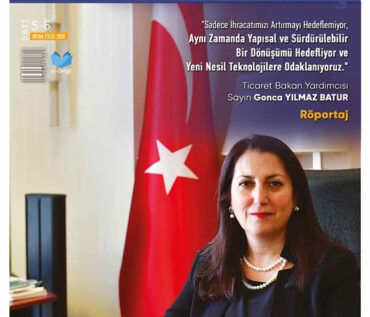 SAYI 5-6
"Sadece İhracatımızı Artırmayı Hedeflemiyor,
Aynı Zamanda Yapısal ve Sürdürülebilir
Bir Dönüşümü Hedefliyor ve
Yeni Nesil Teknolojilere Odaklanıyoruz."
Ticaret Bakan Yardımcısı
Sayın Gonca YILMAZ BATUR
Röportaj